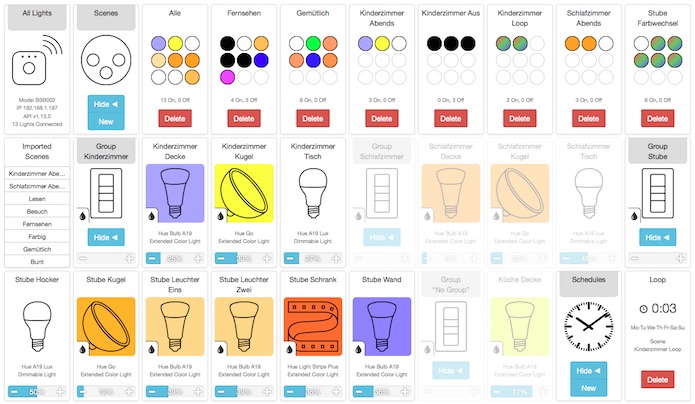 All Lights
Model BSB002
IP 192.168.1.197
API v1.13.0
13 Lights Connected
Scenes
Hide ◀
New
Alle
13 On, 0 Off
Delete
Fernsehen
4 On, 3 Off
Delete
Gemütlich
6 On, 0 Off
Delete
Kinderzimmer
Abends
3 On, 0 Off
Delete
Kinderzimmer Aus
0 On, 3 Off
Delete
Kinderzimmer
Loop
2 On, 0 Off
Delete
Schlafzimmer
Abends
3 On, 0 Off
Delete
Stube
Farbwechsel
6 On, 0 Off
Delete
Imported
Scenes
Kinderzimmer Abe...
Schlafzimmer Abe...
Lesen
Besuch
Fernsehen
Farbig
Gemütlich
Bunt
Group
Kinderzimmer
Hide ◀
Kinderzimmer
Decke
Hue Bulb A19
Extended Color Light
Kinderzimmer
Kugel
Hue Go
Extended Color Light
Kinderzimmer
Tisch
Hue A19 Lux
Dimmable Light
Group
Schlafzimmer
Hide ◀
Schlafzimmer
Decke
Hue Bulb A19
Extended Color Light
Schlafzimmer
Kugel
Hue Go
Extended Color Light
Schlafzimmer
Tisch
Hue A19 Lux
Dimmable Light
Group
Stube
Hide ◀
Stube Hocker
Hue A19 Lux
Dimmable Light
50%
Stube Kugel
Hue Go
Extended Color Light
Stube Leuchter
Eins
Hue Bulb A19
Extended Color Light
Stube Leuchter
Zwei
Hue Bulb A19
Extended Color Light
Stube Schrank
Hue Light Strips Plus
Extended Color Light
Stube Wand
Hue Bulb A19
Extended Color Light
Group
"No Group"
Hide ◀
Küche Decke
Hue Bulb A19
Extended Color Light
71%
Schedules
Hide ◀
New
Loop
0:03
Mo Tu We Th Fr Sa Su
Scene
Kinderzimmer Loop
Delete